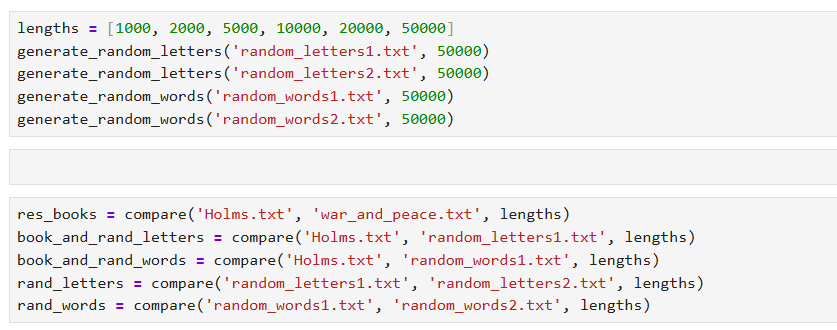 lengths = [1000, 2000, 5000, 10000, 20000, 50000]
generate_random_letters('random_letters1.txt', 50000)
generate_random_letters('random_letters2.txt', 50000)
generate_random_words('random_words1.txt', 50000)
generate_random_words('random_words2.txt', 50000)
res_books = compare('Holms.txt', 'war_and_peace.txt', lengths)
book_and_rand_letters = compare('Holms.txt', 'random_letters1.txt', lengths)
book_and_rand_words = compare('Holms.txt', 'random_words1.txt', lengths)
rand_letters = compare('random_letters1.txt', 'random_letters2.txt', lengths)
rand_words = compare('random_words1.txt', 'random_words2.txt', lengths)